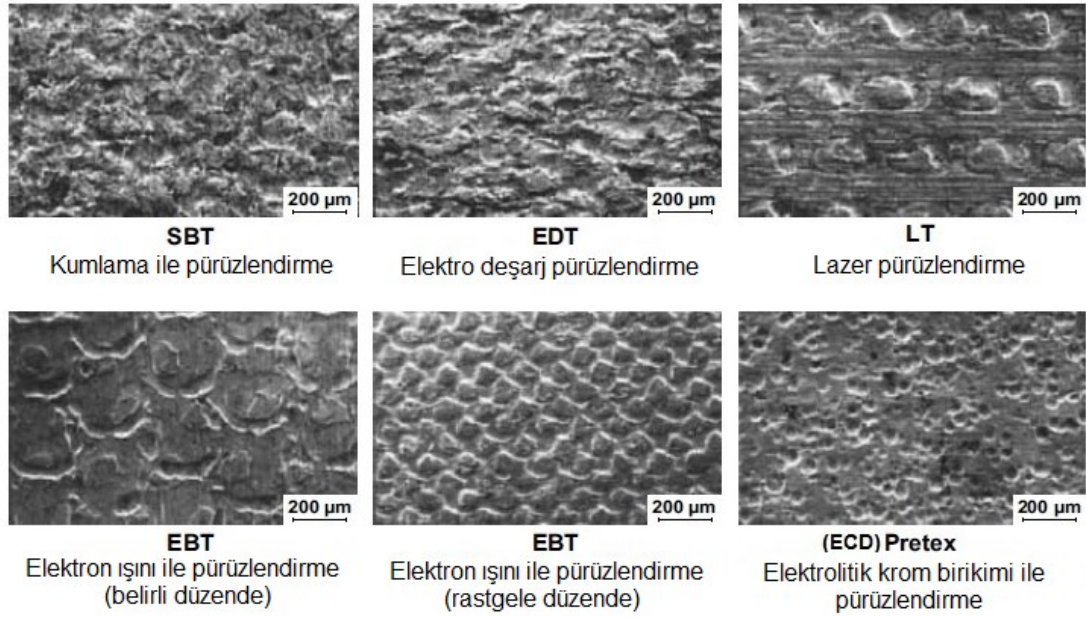 200 µm
200 µm
200 µm
SBT
EDT
LT
Kumlama ile pürüzlendirme
Elektro deşarj pürüzlendirme
Lazer pürüzlendirme
200 µm
200 µm
200 µm
EBT
Elektron ışını ile pürüzlendirme
(belirli düzende)
EBT
Elektron ışını ile pürüzlendirme
(rastgele düzende)
(ECD) Pretex
Elektrolitik krom birikimi ile
pürüzlendirme